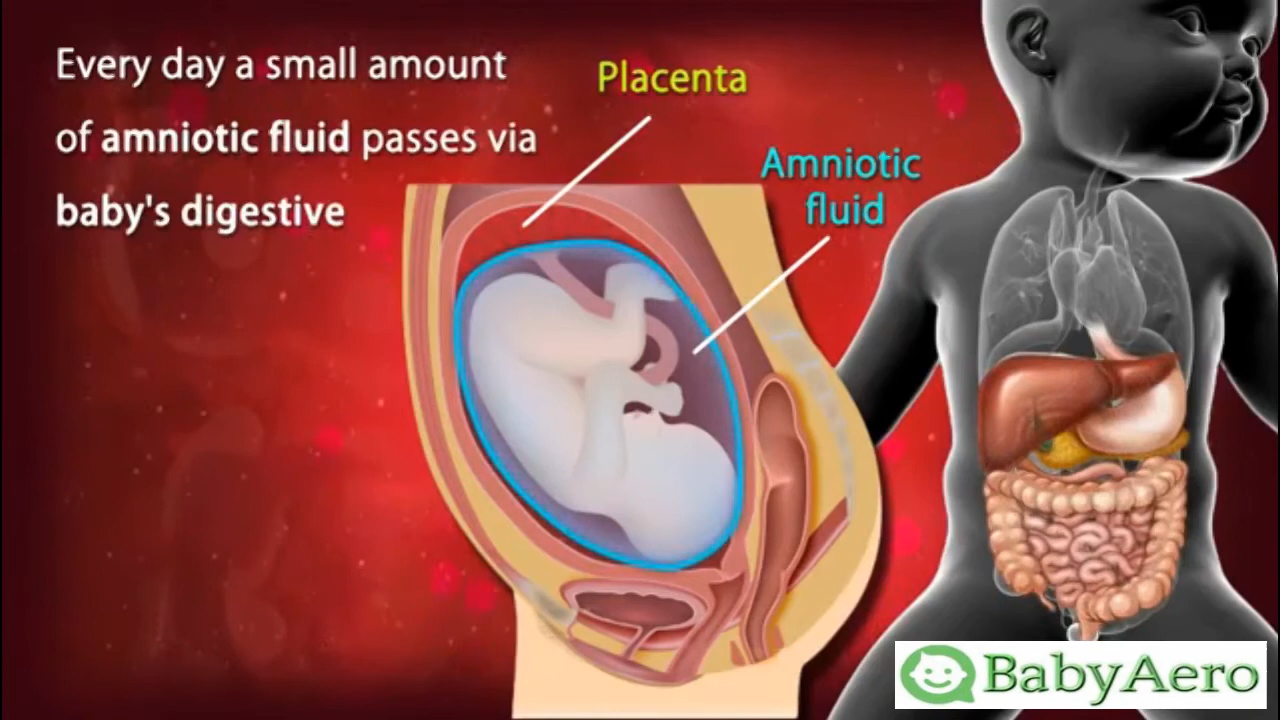 Every day a small amount
of amniotic fluid passes via
baby's digestive
Placenta
Amniotic
fluid
BabyAero